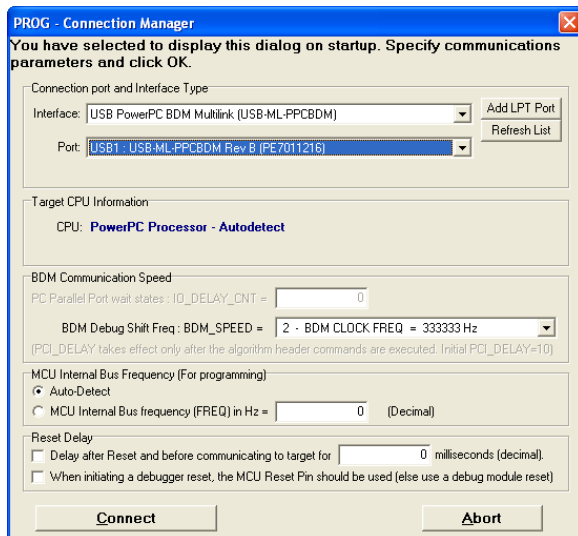 PROG - Connection Manager
You have selected to display this dialog on startup. Specify communications
parameters and click OK.
Connection port and Interface Type
Interface: USB PowerPC BDM Multilink (USB-ML-PPCBDM)
Add LPT Port
Refresh List
Port: USB1 : USB-ML-PPCBDM Rev B (PE7011216)
Target CPU Information
CPU: PowerPC Processor - Autodetect
BDM Communication Speed
PC Parallel Port wait states : IO_DELAY_CNT = 0
BDM Debug Shift Freq : BDM_SPEED = 2 - BDM CLOCK FREQ = 333333 Hz
(PCI_DELAY takes effect only after the algorithm header commands are executed. Initial PCI_DELAY=10)
MCU Internal Bus Frequency (For programming)
Auto-Detect
MCU Internal Bus frequency (FREQ) in Hz = 0 (Decimal)
Reset Delay
Delay after Reset and before communicating to target for 0 milliseconds (decimal).
When initiating a debugger reset, the MCU Reset Pin should be used (else use a debug module reset)
Connect
Abort